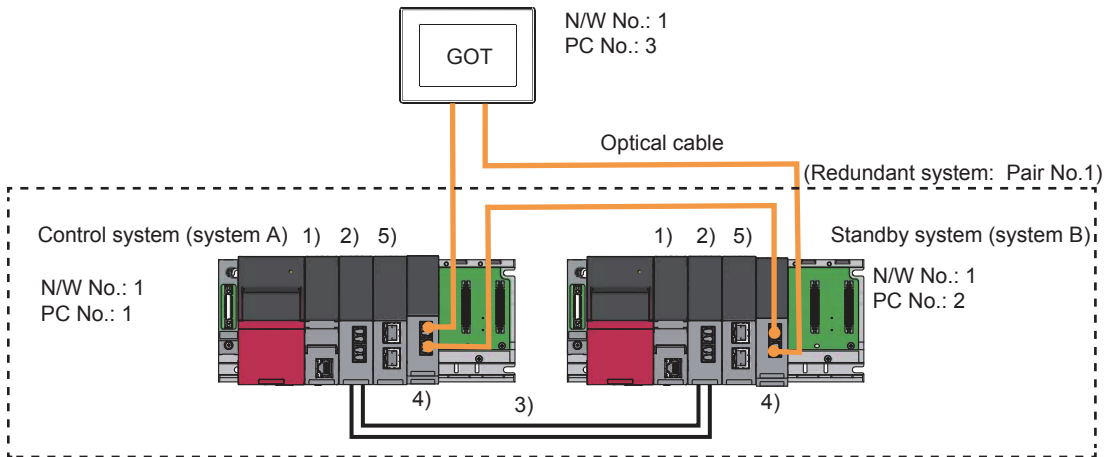 N/W No.: 1
PC No.: 3
GOT
Optical cable
(Redundant system: Pair No.1)
Control system (system A) 1) 2) 5)
1) 2) 5) Standby system (system B)
N/W No.: 1
PC No.: 1
N/W No.: 1
PC No.: 2
4) 3) 4)